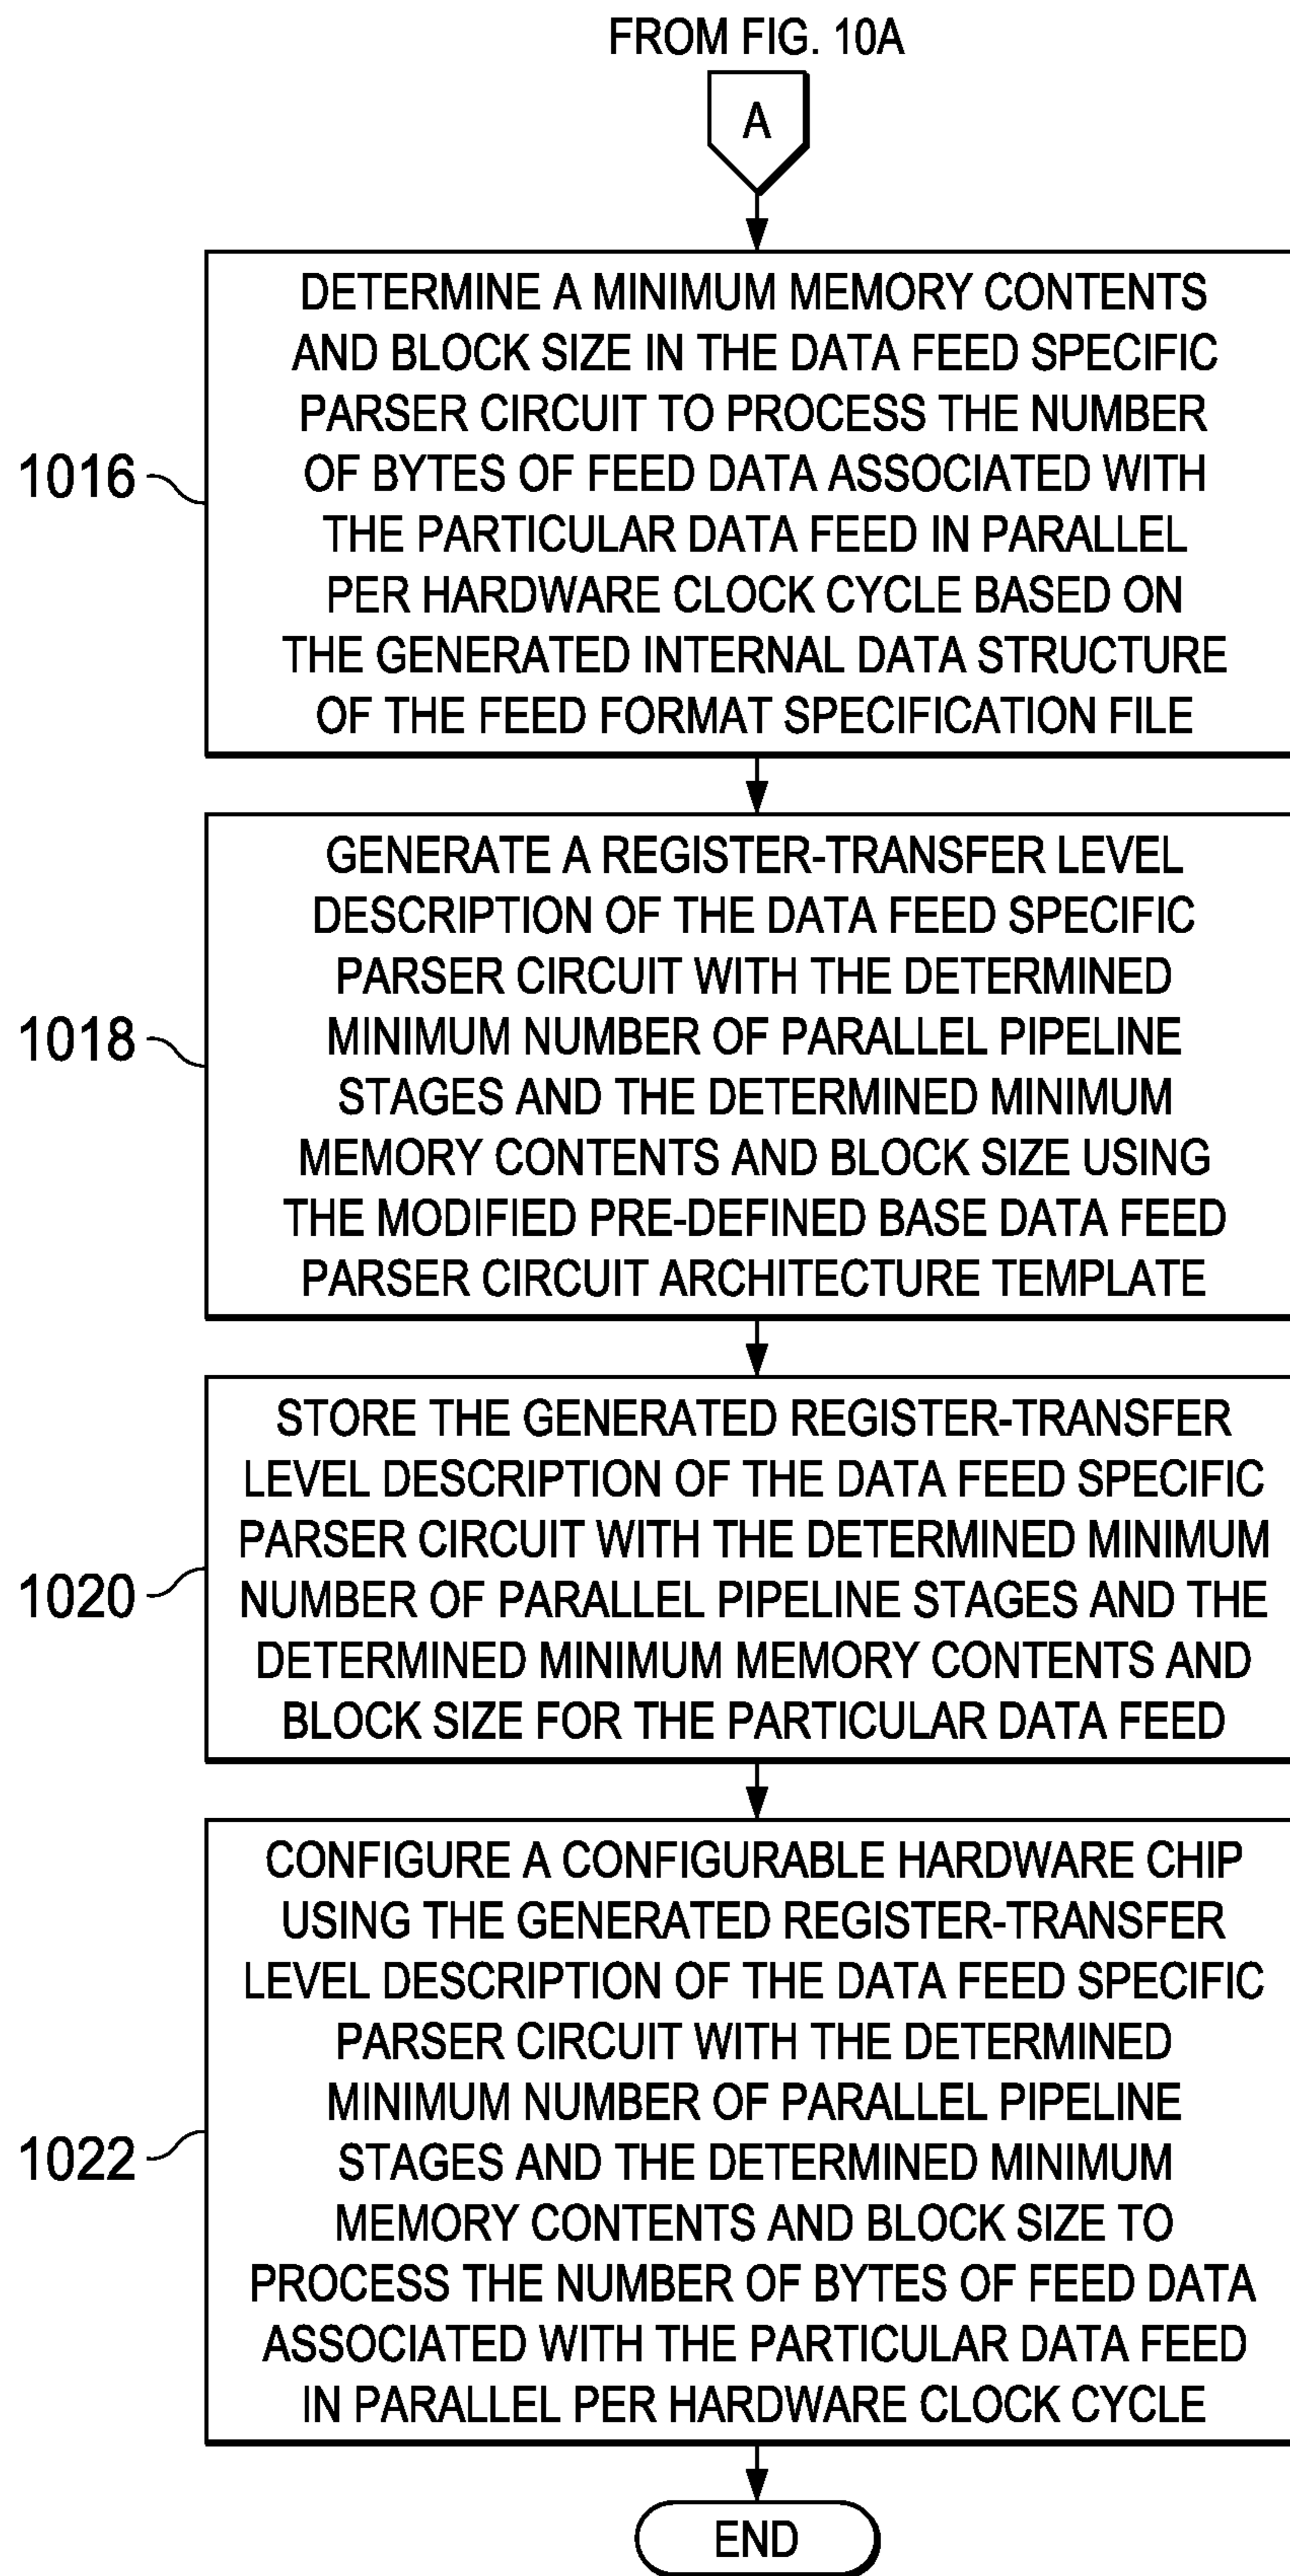 FROM FIG. 10A
A
1016
DETERMINE A MINIMUM MEMORY CONTENTS
AND BLOCK SIZE IN THE DATA FEED SPECIFIC
PARSER CIRCUIT TO PROCESS THE NUMBER
OF BYTES OF FEED DATA ASSOCIATED WITH
THE PARTICULAR DATA FEED IN PARALLEL
PER HARDWARE CLOCK CYCLE BASED ON
THE GENERATED INTERNAL DATA STRUCTURE
OF THE FEED FORMAT SPECIFICATION FILE
1018
GENERATE A REGISTER-TRANSFER LEVEL
DESCRIPTION OF THE DATA FEED SPECIFIC
PARSER CIRCUIT WITH THE DETERMINED
MINIMUM NUMBER OF PARALLEL PIPELINE
STAGES AND THE DETERMINED MINIMUM
MEMORY CONTENTS AND BLOCK SIZE USING
THE MODIFIED PRE-DEFINED BASE DATA FEED
PARSER CIRCUIT ARCHITECTURE TEMPLATE
1020
STORE THE GENERATED REGISTER-TRANSFER
LEVEL DESCRIPTION OF THE DATA FEED SPECIFIC
PARSER CIRCUIT WITH THE DETERMINED MINIMUM
NUMBER OF PARALLEL PIPELINE STAGES AND THE
DETERMINED MINIMUM MEMORY CONTENTS AND
BLOCK SIZE FOR THE PARTICULAR DATA FEED
1022
CONFIGURE A CONFIGURABLE HARDWARE CHIP
USING THE GENERATED REGISTER-TRANSFER
LEVEL DESCRIPTION OF THE DATA FEED SPECIFIC
PARSER CIRCUIT WITH THE DETERMINED
MINIMUM NUMBER OF PARALLEL PIPELINE
STAGES AND THE DETERMINED MINIMUM
MEMORY CONTENTS AND BLOCK SIZE TO
PROCESS THE NUMBER OF BYTES OF FEED DATA
ASSOCIATED WITH THE PARTICULAR DATA FEED
IN PARALLEL PER HARDWARE CLOCK CYCLE
END